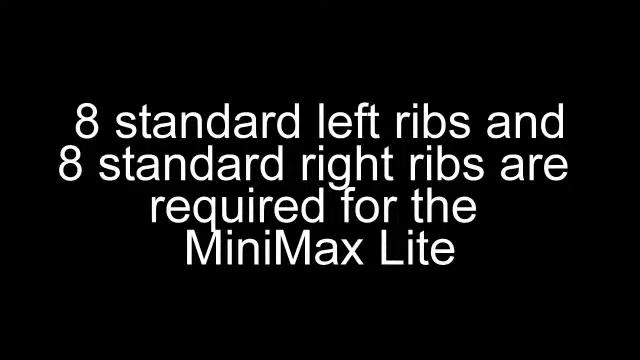 8 standard left ribs and
8 standard right ribs are
required for the
MiniMax Lite